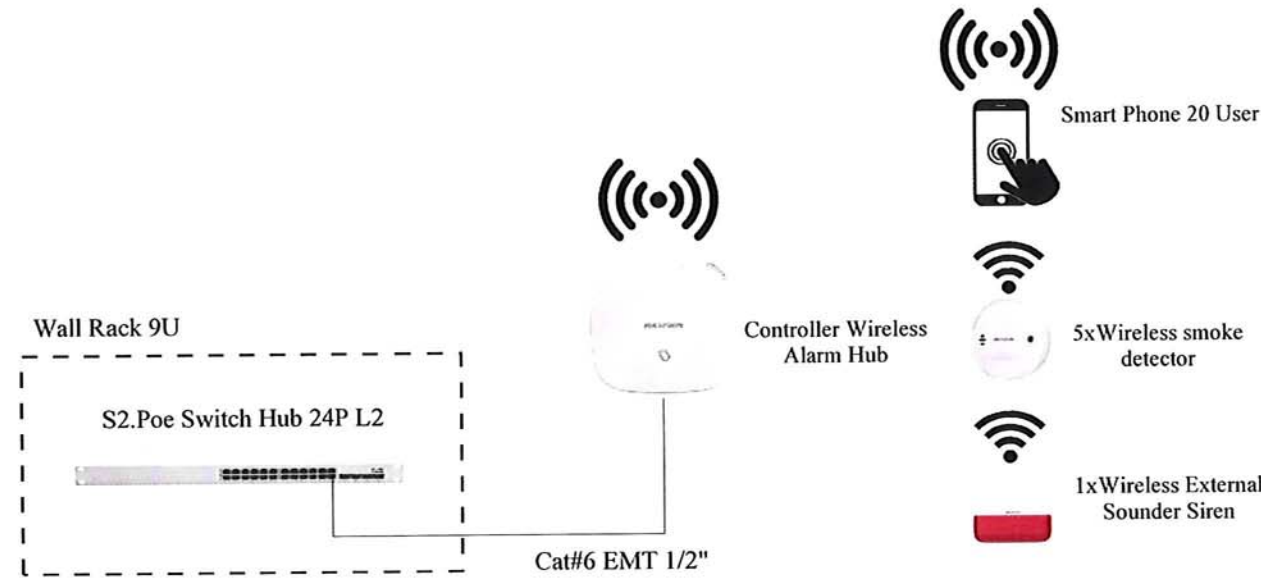 Smart Phone 20 User
Wall Rack 9U
Controller Wireless
Alarm Hub
5xWireless smoke
detector
S2.Poe Switch Hub 24P L2
1xWireless External
Sounder Siren
Cat#6 EMT 1/2"